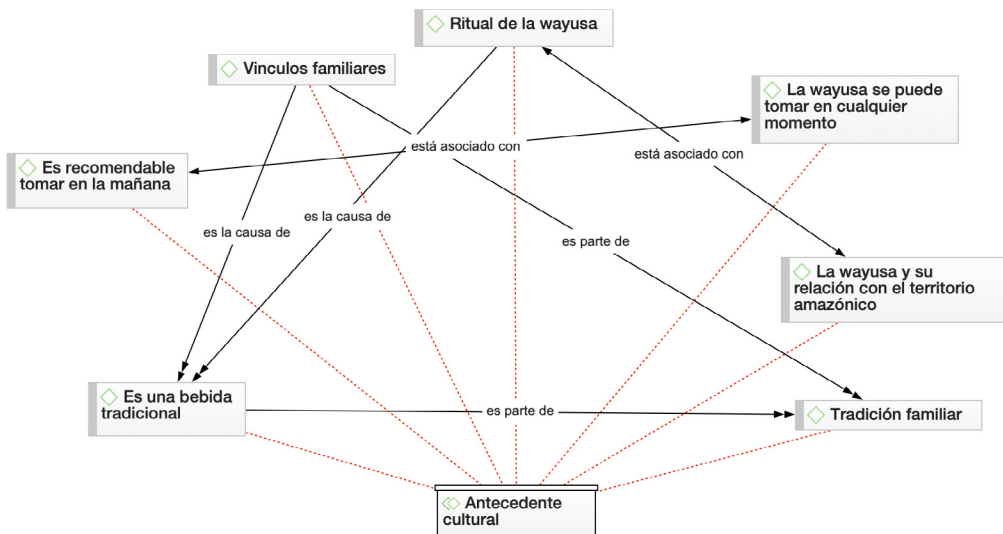 Ritual de la wayusa
Vinculos familiares
La wayusa se puede
tomar en cualquier
momento
está asociado con
está asociado con
Es recomendable
tomar en la mañana
es la causa de
es la causa de
es parte de
La wayusa y su
relación con el territorio
amazónico
Es una bebida
tradicional
es parte de
Tradición familiar
Antecedente
cultural